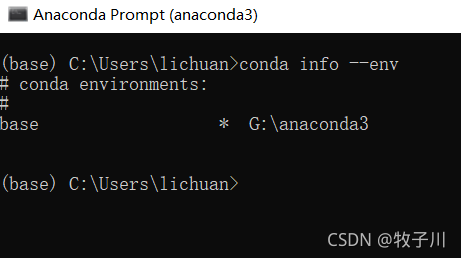 Anaconda Prompt (anaconda3)
(base) C:\Users\lichuan>conda info --env
# conda environments:
#
base                  *  G:\anaconda3
(base) C:\Users\lichuan>
CSDN @牧子川